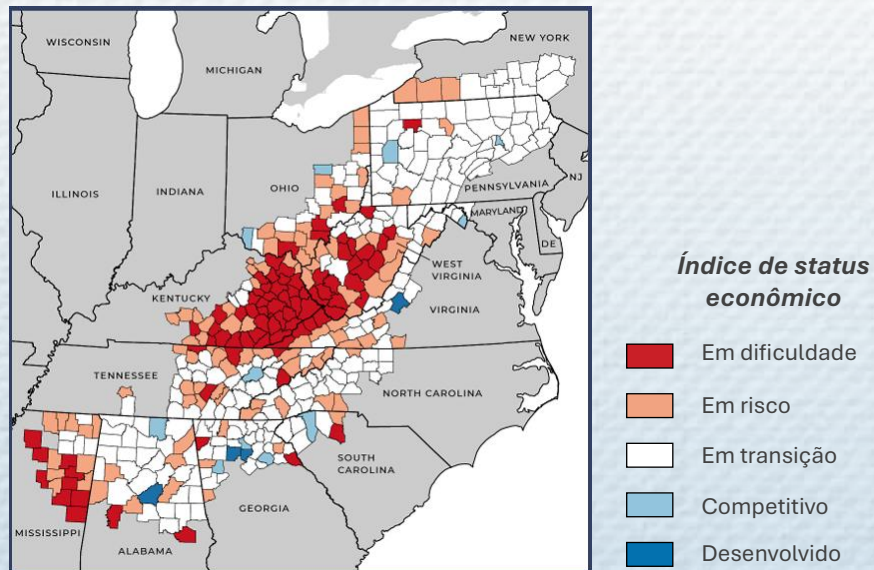 WISCONSIN
NEW YORK
MICHIGAN
ILLINOIS
INDIANA
OHIO
PENNSYLVANIA
NJ
MARYLAND
DE
WEST
VIRGINIA
KENTUCKY
VIRGINIA
TENNESSEE
NORTH CAROLINA
SOUTH
CAROLINA
GEORGIA
MISSISSIPPI
ALABAMA
Índice de status
econômico
Em dificuldade
Em risco
Em transição
Competitivo
Desenvolvido